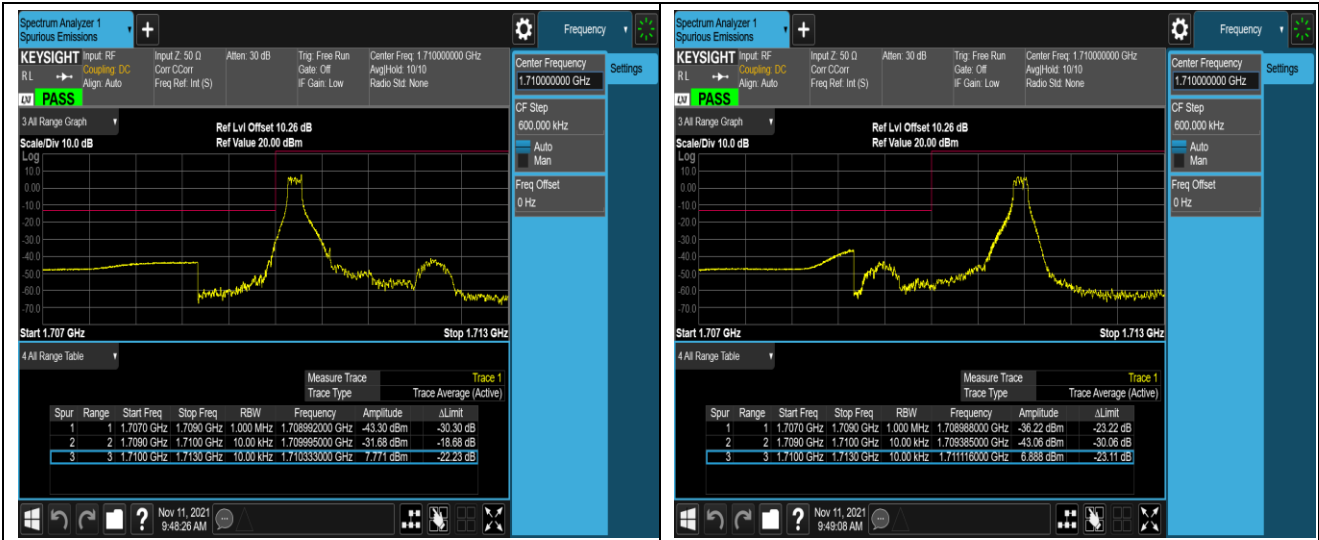 Spectrum Analyzer 1
Spurious Emissions
+
Frequency
KEYSIGHT
Input: RF
Coupling: DC
Align: Auto
Input Z: 50 Ω
Corr CCorr
Freq Ref: Int (S)
Atten: 30 dB
Trig: Free Run
Gate: Off
IF Gain: Low
Center Freq: 1.710000000 GHz
Avg|Hold: 10/10
Radio Std: None
R L
LXI
PASS
Center Frequency
1.710000000 GHz
Settings
CF Step
600.000 kHz
Auto
Man
Freq Offset
0 Hz
3 All Range Graph
Ref Lvl Offset 10.26 dB
Scale/Div 10.0 dB
Ref Value 20.00 dBm
Log
10.0
0.00
-10.0
-20.0
-30.0
-40.0
-50.0
-60.0
-70.0
Start 1.707 GHz
Stop 1.713 GHz
4 All Range Table
Measure Trace Trace 1
Trace Type Trace Average (Active)
Spur Range Start Freq Stop Freq RBW Frequency Amplitude ΔLimit
1 1 1.7070 GHz 1.7090 GHz 1.000 MHz 1.708992000 GHz -43.30 dBm -30.30 dB
2 2 1.7090 GHz 1.7100 GHz 10.00 kHz 1.709995000 GHz -31.68 dBm -18.68 dB
3 3 1.7100 GHz 1.7130 GHz 10.00 kHz 1.710333000 GHz 7.771 dBm -22.23 dB
?
Nov 11, 2021
9:48:26 AM
Spectrum Analyzer 1
Spurious Emissions
+
Frequency
KEYSIGHT
Input: RF
Coupling: DC
Align: Auto
Input Z: 50 Ω
Corr CCorr
Freq Ref: Int (S)
Atten: 30 dB
Trig: Free Run
Gate: Off
IF Gain: Low
Center Freq: 1.710000000 GHz
Avg|Hold: 10/10
Radio Std: None
R L
LXI
PASS
Center Frequency
1.710000000 GHz
Settings
CF Step
600.000 kHz
Auto
Man
Freq Offset
0 Hz
3 All Range Graph
Ref Lvl Offset 10.26 dB
Scale/Div 10.0 dB
Ref Value 20.00 dBm
Log
10.0
0.00
-10.0
-20.0
-30.0
-40.0
-50.0
-60.0
-70.0
Start 1.707 GHz
Stop 1.713 GHz
4 All Range Table
Measure Trace Trace 1
Trace Type Trace Average (Active)
Spur Range Start Freq Stop Freq RBW Frequency Amplitude ΔLimit
1 1 1.7070 GHz 1.7090 GHz 1.000 MHz 1.708988000 GHz -36.22 dBm -23.22 dB
2 2 1.7090 GHz 1.7100 GHz 10.00 kHz 1.709385000 GHz -43.06 dBm -30.06 dB
3 3 1.7100 GHz 1.7130 GHz 10.00 kHz 1.711116000 GHz 6.888 dBm -23.11 dB
?
Nov 11, 2021
9:49:08 AM